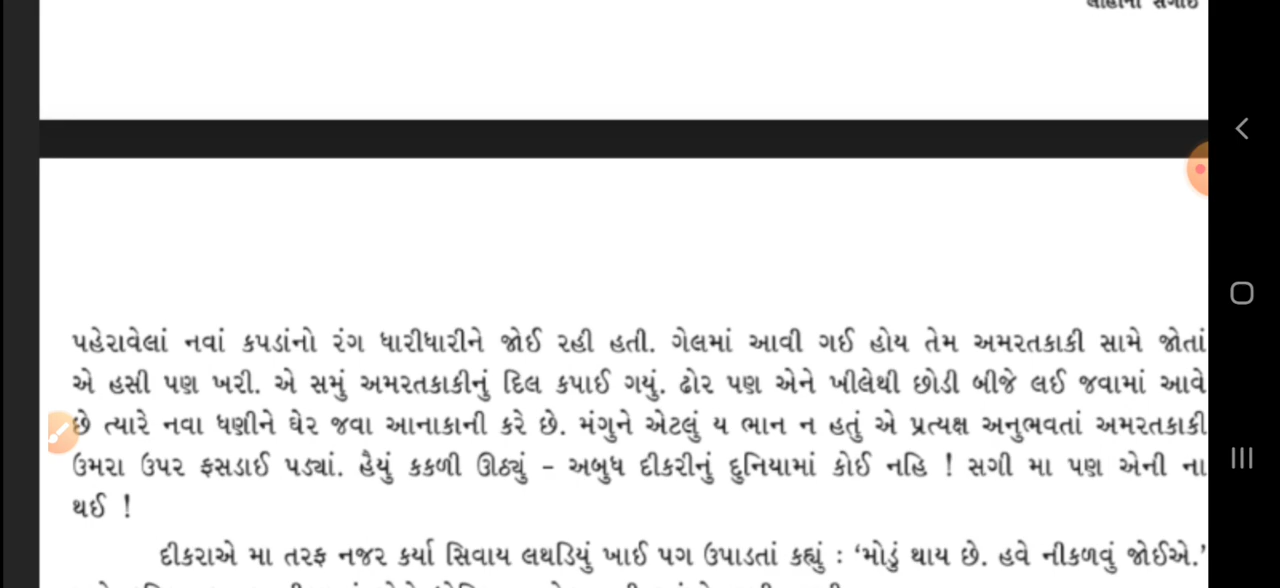 લોહીની સગાઈ
પહેરાવેલાં નવાં કપડાંનો રંગ ધારીધારીને જોઈ રહી હતી. ગેલમાં આવી ગઈ હોય તેમ અમરતકાકી સામે જોતાં
એ હસી પણ ખરી. એ સમું અમરતકાકીનું દિલ કપાઈ ગયું. ઢોર પણ એને ખીલેથી છોડી બીજે લઈ જવામાં આવે
છે ત્યારે નવા ધણીને ઘેર જવા આનાકાની કરે છે. મંગુને એટલું ય ભાન ન હતું એ પ્રત્યક્ષ અનુભવતાં અમરતકાકી
ઉમરા ઉપર ફસડાઈ પડ્યાં. હૈયું કકળી ઊઠ્યું – અબુધ દીકરીનું દુનિયામાં કોઈ નહિ ! સગી મા પણ એની ના
થઈ !
દીકરાએ મા તરફ નજર કર્યા સિવાય લથડિયું ખાઈ પગ ઉપાડતાં કહ્યું : ‘મોડું થાય છે. હવે નીકળવું જોઈએ.’